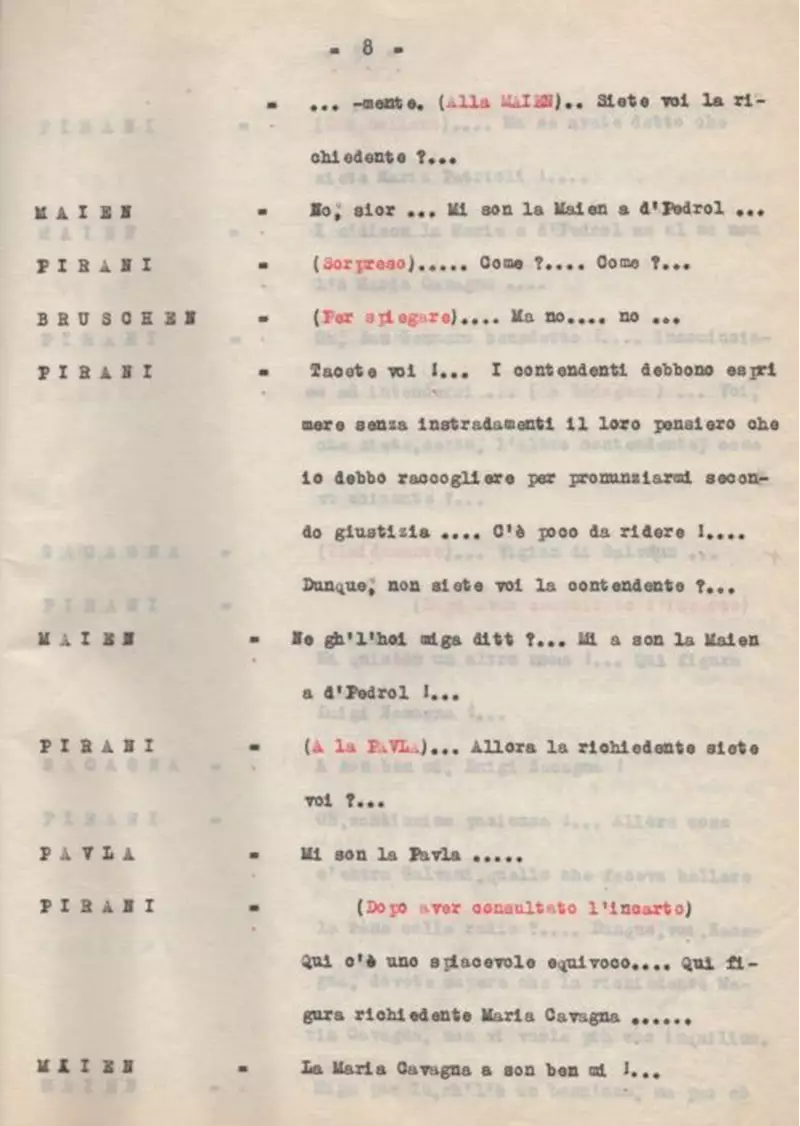 - 8 -
- ... -mente. (Alla MAIEN).. Siete voi la ri-
chiedente ?...
MAIEN - No, sior ... Mi son la Maien a d'Pedrol ...
PIRANI - (Sorpreso)..... Come ?.... Come ?...
BRUSCHEN - (Per spiegare).... Ma no.... no ...
PIRANI - Tacete voi !... I contendenti debbono espri
mere senza instradamenti il loro pensiero che
io debbo raccogliere per pronunziarmi secon-
do giustizia .... C'è poco da ridere !....
Dunque, non siete voi la contendente ?...
MAIEN - Ne gh'l'hoi miga ditt ?... Mi a son la Maien
a d'Pedrol !...
PIRANI - (A la PAVLA)... Allora la richiedente siete
voi ?...
PAVLA - Mi son la Pavla .....
PIRANI - (Dopo aver consultato l'incarto)
Qui c'è uno spiacevole equivoco.... Qui fi-
gura richiedente Maria Cavagna ......
MAIEN - La Maria Cavagna a son ben mi !...